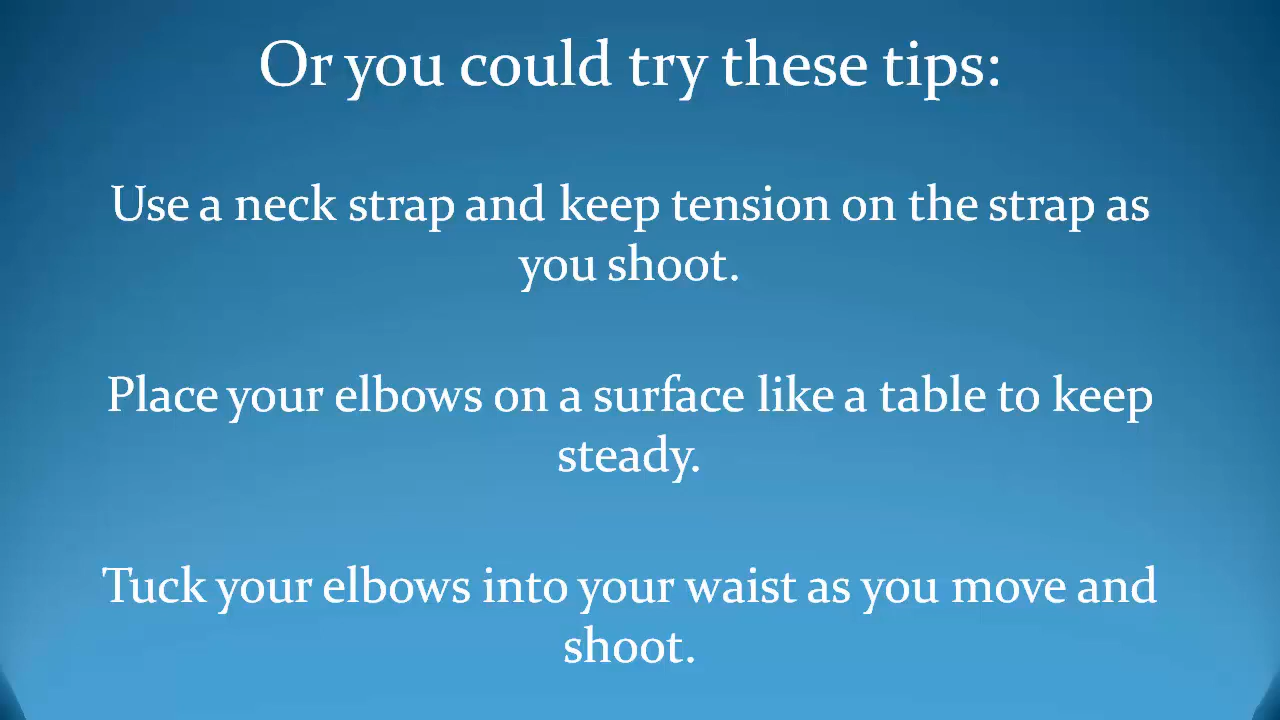 Or you could try these tips:
Use a neck strap and keep tension on the strap as
you shoot.
Place your elbows on a surface like a table to keep
steady.
Tuck your elbows into your waist as you move and
shoot.